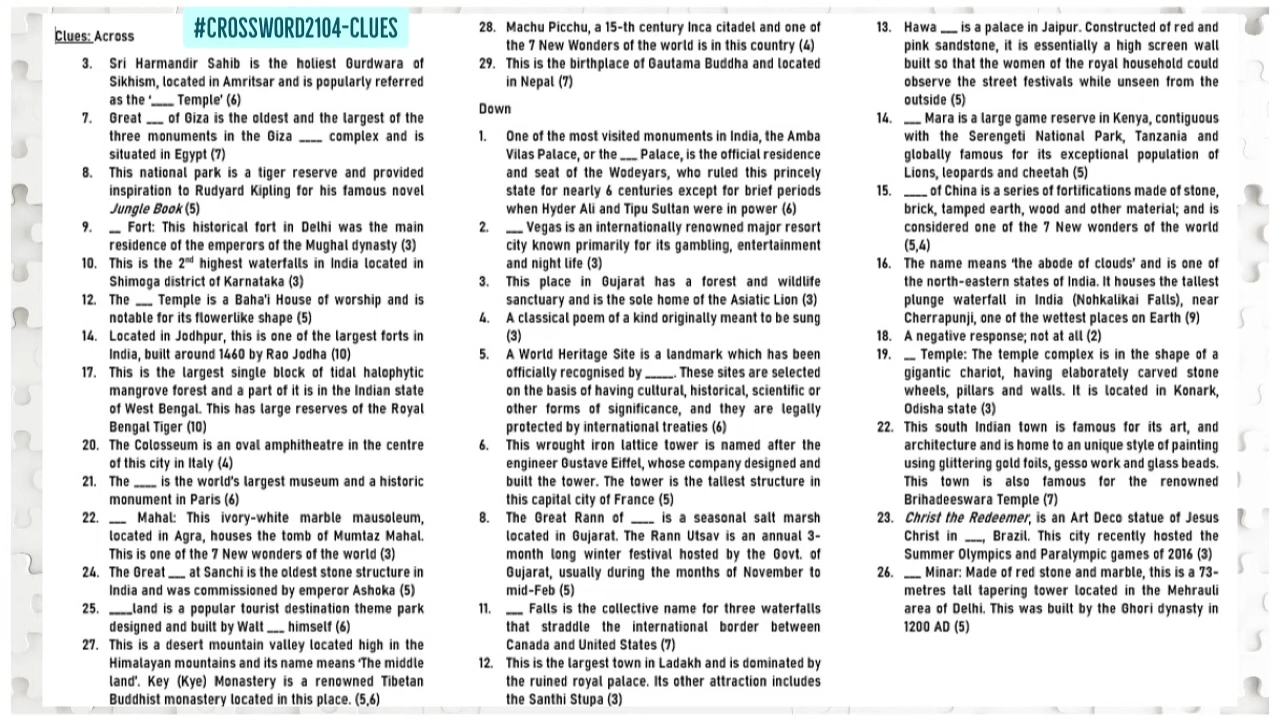 #CROSSWORD2104-CLUES
Clues: Across
3. Sri Harmandir Sahib is the holiest Gurdwara of
Sikhism, located in Amritsar and is popularly referred
as the '____ Temple' (6)
7. Great ___ of Giza is the oldest and the largest of the
three monuments in the Giza ____ complex and is
situated in Egypt (7)
8. This national park is a tiger reserve and provided
inspiration to Rudyard Kipling for his famous novel
Jungle Book (5)
9. __ Fort: This historical fort in Delhi was the main
residence of the emperors of the Mughal dynasty (3)
10. This is the 2nd highest waterfalls in India located in
Shimoga district of Karnataka (3)
12. The ___ Temple is a Baha'i House of worship and is
notable for its flowerlike shape (5)
14. Located in Jodhpur, this is one of the largest forts in
India, built around 1460 by Rao Jodha (10)
17. This is the largest single block of tidal halophytic
mangrove forest and a part of it is in the Indian state
of West Bengal. This has large reserves of the Royal
Bengal Tiger (10)
20. The Colosseum is an oval amphitheatre in the centre
of this city in Italy (4)
21. The ____ is the world's largest museum and a historic
monument in Paris (6)
22. ___ Mahal: This ivory-white marble mausoleum,
located in Agra, houses the tomb of Mumtaz Mahal.
This is one of the 7 New wonders of the world (3)
24. The Great ___ at Sanchi is the oldest stone structure in
India and was commissioned by emperor Ashoka (5)
25. ____land is a popular tourist destination theme park
designed and built by Walt ___ himself (6)
27. This is a desert mountain valley located high in the
Himalayan mountains and its name means 'The middle
land'. Key (Kye) Monastery is a renowned Tibetan
Buddhist monastery located in this place. (5,6)
28. Machu Picchu, a 15-th century Inca citadel and one of
the 7 New Wonders of the world is in this country (4)
29. This is the birthplace of Gautama Buddha and located
in Nepal (7)
Down
1. One of the most visited monuments in India, the Amba
Vilas Palace, or the ___ Palace, is the official residence
and seat of the Wodeyars, who ruled this princely
state for nearly 6 centuries except for brief periods
when Hyder Ali and Tipu Sultan were in power (6)
2. ___ Vegas is an internationally renowned major resort
city known primarily for its gambling, entertainment
and night life (3)
3. This place in Gujarat has a forest and wildlife
sanctuary and is the sole home of the Asiatic Lion (3)
4. A classical poem of a kind originally meant to be sung
(3)
5. A World Heritage Site is a landmark which has been
officially recognised by _____. These sites are selected
on the basis of having cultural, historical, scientific or
other forms of significance, and they are legally
protected by international treaties (6)
6. This wrought iron lattice tower is named after the
engineer Gustave Eiffel, whose company designed and
built the tower. The tower is the tallest structure in
this capital city of France (5)
8. The Great Rann of ____ is a seasonal salt marsh
located in Gujarat. The Rann Utsav is an annual 3-
month long winter festival hosted by the Govt. of
Gujarat, usually during the months of November to
mid-Feb (5)
11. ___ Falls is the collective name for three waterfalls
that straddle the international border between
Canada and United States (7)
12. This is the largest town in Ladakh and is dominated by
the ruined royal palace. Its other attraction includes
the Santhi Stupa (3)
13. Hawa ___ is a palace in Jaipur. Constructed of red and
pink sandstone, it is essentially a high screen wall
built so that the women of the royal household could
observe the street festivals while unseen from the
outside (5)
14. ___ Mara is a large game reserve in Kenya, contiguous
with the Serengeti National Park, Tanzania and
globally famous for its exceptional population of
Lions, leopards and cheetah (5)
15. ____ of China is a series of fortifications made of stone,
brick, tamped earth, wood and other material; and is
considered one of the 7 New wonders of the world
(5,4)
16. The name means 'the abode of clouds' and is one of
the north-eastern states of India. It houses the tallest
plunge waterfall in India (Nohkalikai Falls), near
Cherrapunji, one of the wettest places on Earth (9)
18. A negative response; not at all (2)
19. __ Temple: The temple complex is in the shape of a
gigantic chariot, having elaborately carved stone
wheels, pillars and walls. It is located in Konark,
Odisha state (3)
22. This south Indian town is famous for its art, and
architecture and is home to an unique style of painting
using glittering gold foils, gesso work and glass beads.
This town is also famous for the renowned
Brihadeeswara Temple (7)
23. Christ the Redeemer, is an Art Deco statue of Jesus
Christ in ___, Brazil. This city recently hosted the
Summer Olympics and Paralympic games of 2016 (3)
26. ___ Minar: Made of red stone and marble, this is a 73-
metres tall tapering tower located in the Mehrauli
area of Delhi. This was built by the Ghori dynasty in
1200 AD (5)